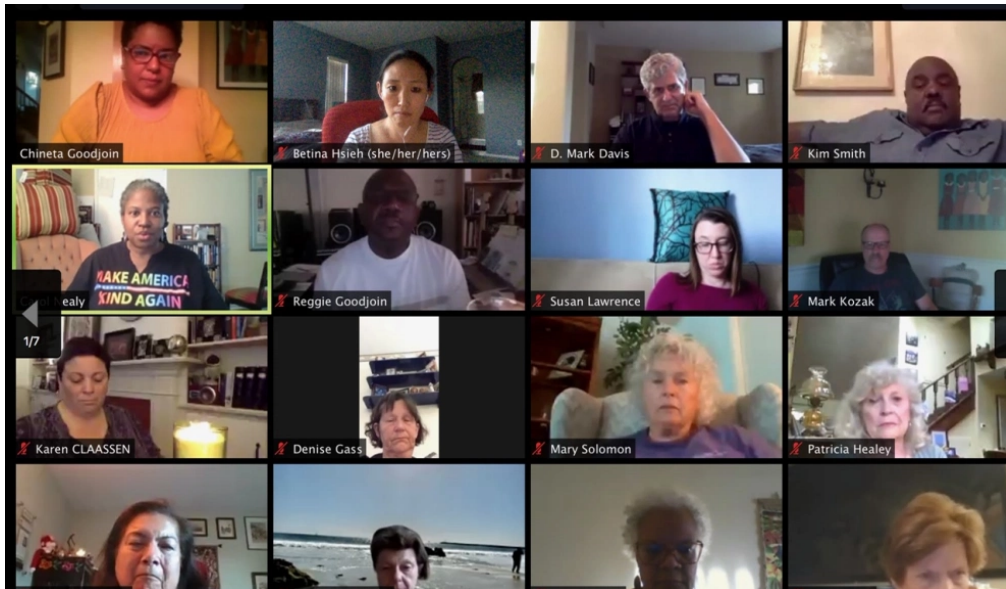 Chineta Goodjoin
Betina Hsieh (she/her/hers)
D. Mark Davis
Kim Smith
MAKE AMERICA
KIND AGAIN
Nealy
Reggie Goodjoin
Susan Lawrence
Mark Kozak
1/7
Karen CLAASSEN
Denise Gass
Mary Solomon
Patricia Healey